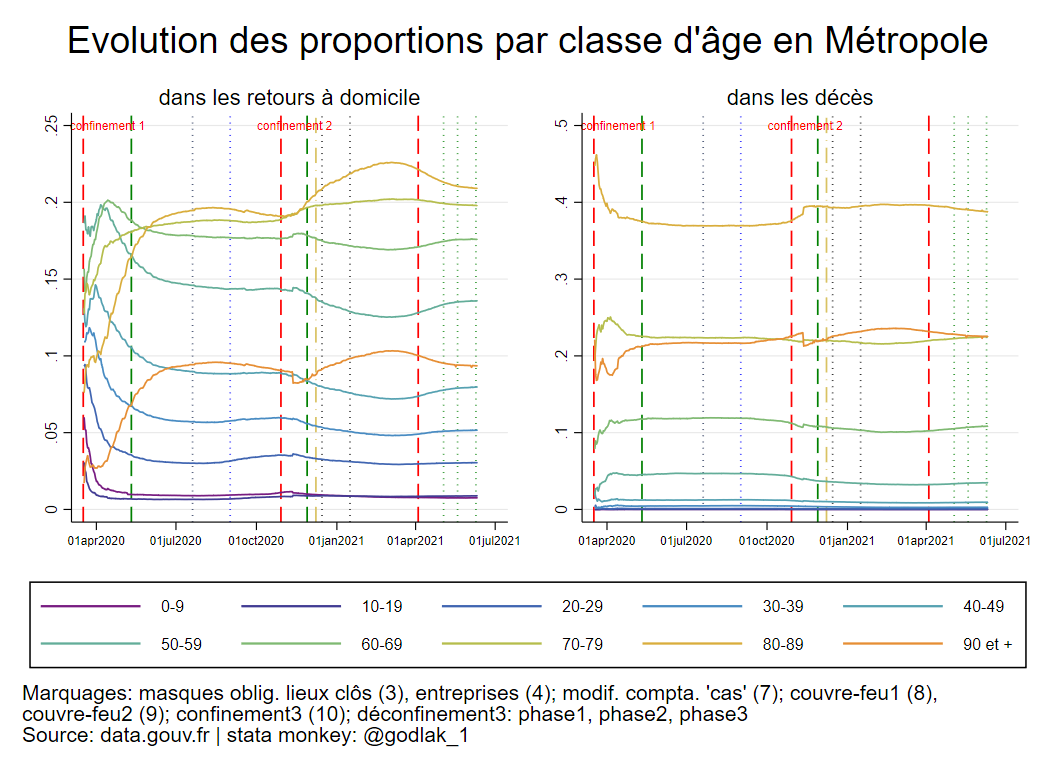 Evolution des proportions par classe d'âge en Métropole
dans les retours à domicile
dans les décès
confinement 1
confinement 2
.25
.2
.15
.1
.05
0
01apr2020 01jul2020 01oct2020 01jan2021 01apr2021 01jul2021
confinement 1
confinement 2
.5
.4
.3
.2
.1
0
01apr2020 01jul2020 01oct2020 01jan2021 01apr2021 01jul2021
0-9 10-19 20-29 30-39 40-49
50-59 60-69 70-79 80-89 90 et +
Marquages: masques oblig. lieux clôs (3), entreprises (4); modif. compta. 'cas' (7); couvre-feu1 (8),
couvre-feu2 (9); confinement3 (10); déconfinement3: phase1, phase2, phase3
Source: data.gouv.fr | stata monkey: @godlak_1